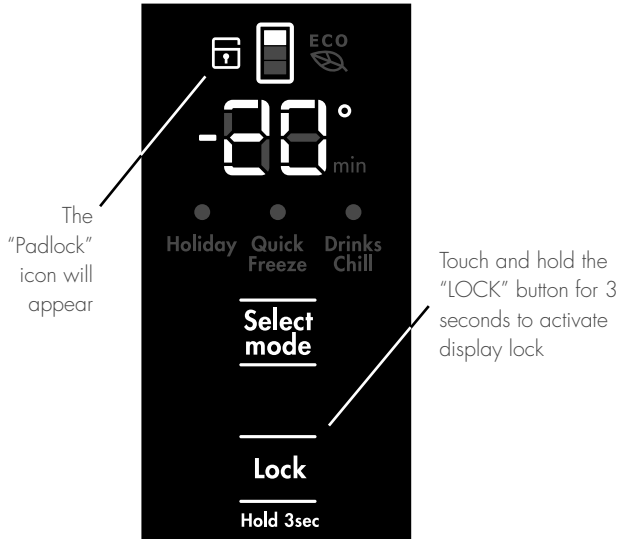 ECO
-20°
min
Holiday Quick Freeze Drinks Chill
The
“Padlock”
icon will
appear
Select
mode
Touch and hold the
“LOCK” button for 3
seconds to activate
display lock
Lock
Hold 3sec